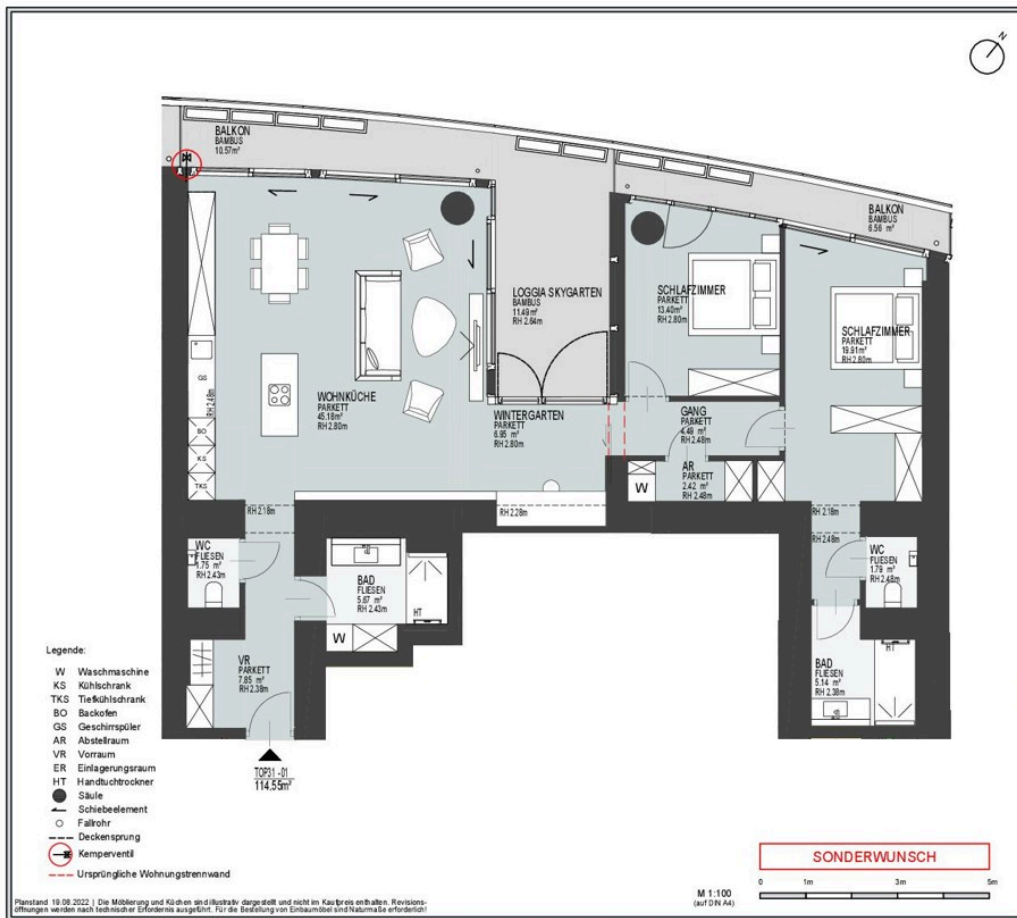 N
BALKON
BAMBUS
10.57m²
BALKON
BAMBUS
6.56 m²
LOGGIA SKYGARTEN
BAMBUS
11.49m²
RH 2.64m
SCHLAFZIMMER
PARKETT
13.40m²
RH 2.80m
SCHLAFZIMMER
PARKETT
19.91m²
RH 2.80m
GS
RH 2.48m
BO
KS
TKS
WOHNKÜCHE
PARKETT
45.18m²
RH 2.80m
WINTERGARTEN
PARKETT
6.95 m²
RH 2.80m
GANG
PARKETT
4.49 m²
RH 2.48m
AR
PARKETT
2.42 m²
RH 2.48m
W
RH 2.18m
RH 2.28m
RH 2.18m
RH 2.48m
WC
FLIESEN
1.75 m²
RH 2.43m
BAD
FLIESEN
5.67 m²
RH 2.43m
HT
W
WC
FLIESEN
1.79 m²
RH 2.48m
HT
BAD
FLIESEN
5.14 m²
RH 2.38m
VR
PARKETT
7.85 m²
RH 2.38m
TOP31 -01
114.55m²
Legende:
W Waschmaschine
KS Kühlschrank
TKS Tiefkühlschrank
BO Backofen
GS Geschirrspüler
AR Abstellraum
VR Vorraum
ER Einlagerungsraum
HT Handtuchtrockner
Säule
Schiebeelement
Fallrohr
Deckensprung
Kemperventil
Ursprüngliche Wohnungstrennwand
SONDERWUNSCH
M 1:100
(auf DIN A4)
0 1m 3m 5m
Planstand 19.08.2022 | Die Möblierung und Küchen sind illustrativ dargestellt und nicht im Kaufpreis enthalten. Revisions-
öffnungen werden nach technischer Erfordernis ausgeführt. Für die Bestellung von Einbaumöbel sind Naturmaße erforderlich!